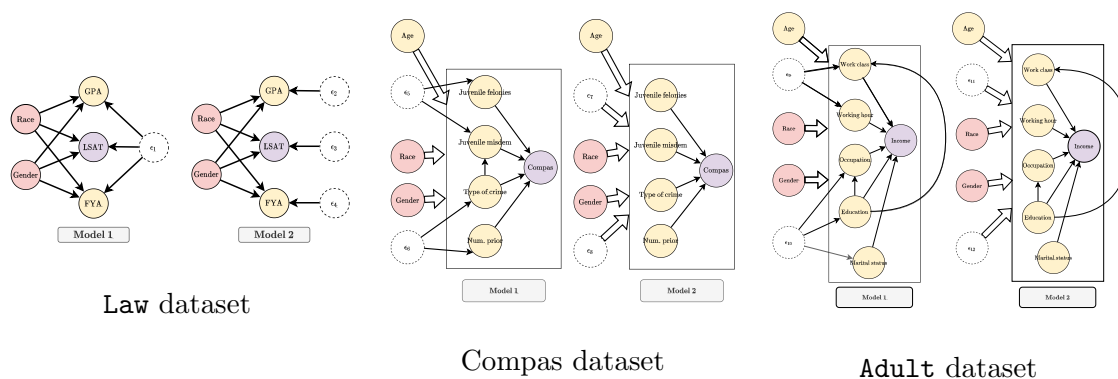 Race
Gender
GPA
LSAT
FYA
ϵ1
Model 1
Race
Gender
GPA
LSAT
FYA
ϵ2
ϵ3
ϵ4
Model 2
Law dataset
Age
ϵ5
Race
Gender
ϵ6
Juvenile felonies
Juvenile misdem
Type of crime
Num. prior
Compas
Model 1
Age
ϵ7
Race
Gender
ϵ8
Juvenile felonies
Juvenile misdem
Type of crime
Num. prior
Compas
Model 2
Compas dataset
Age
ϵ9
Race
Gender
ϵ10
Work class
Working hour
Occupation
Education
Marital status
Income
Model 1
Age
ϵ11
Race
Gender
ϵ12
Work class
Working hour
Occupation
Education
Marital status
Income
Model 2
Adult dataset